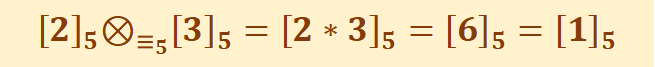 [2]₅⊗≡₅[3]₅ = [2 * 3]₅ = [6]₅ = [1]₅